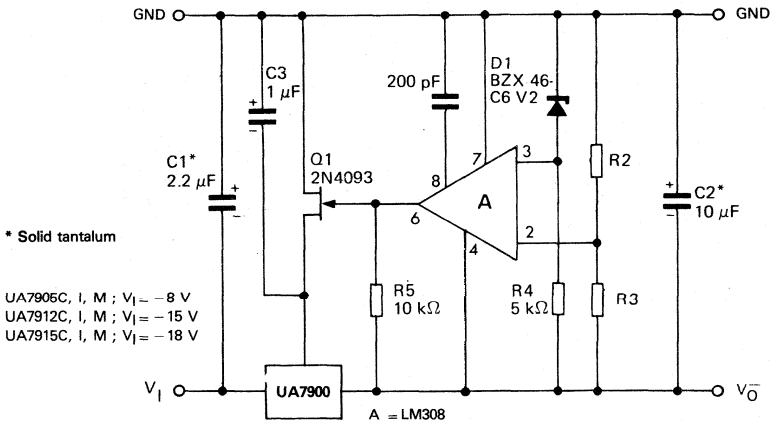 GND
GND
C3
1 μF
+
−
200 pF
D1
BZX 46-
C6 V2
Q1
2N4093
C1*
2.2 μF
+
−
8
7
3
R2
A
6
4
2
C2*
10 μF
+
−
* Solid tantalum
R5
10 kΩ
R4
5 kΩ
R3
UA7905C, I, M ; VI = −8 V
UA7912C, I, M ; VI = −15 V
UA7915C, I, M ; VI = −18 V
VI
UA7900
VO
A = LM308